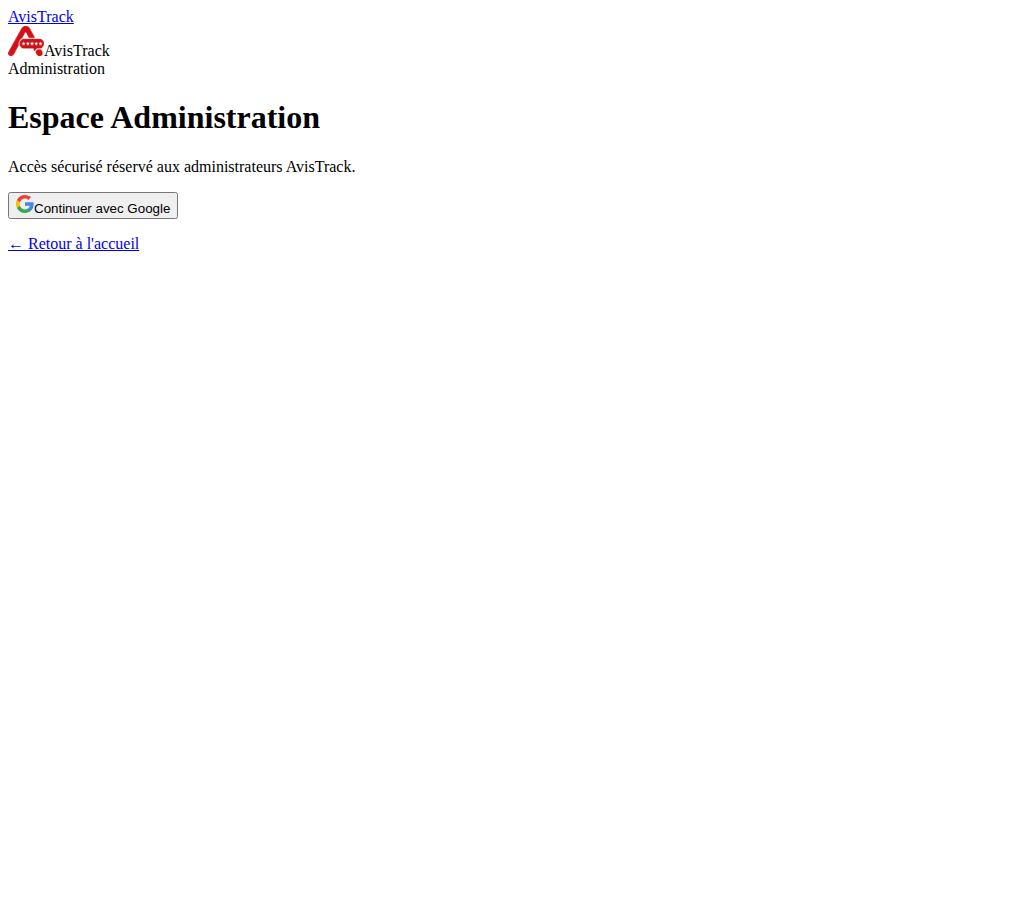 AvisTrack
AvisTrack
Administration
Espace Administration
Accès sécurisé réservé aux administrateurs AvisTrack.
Continuer avec Google
← Retour à l'accueil